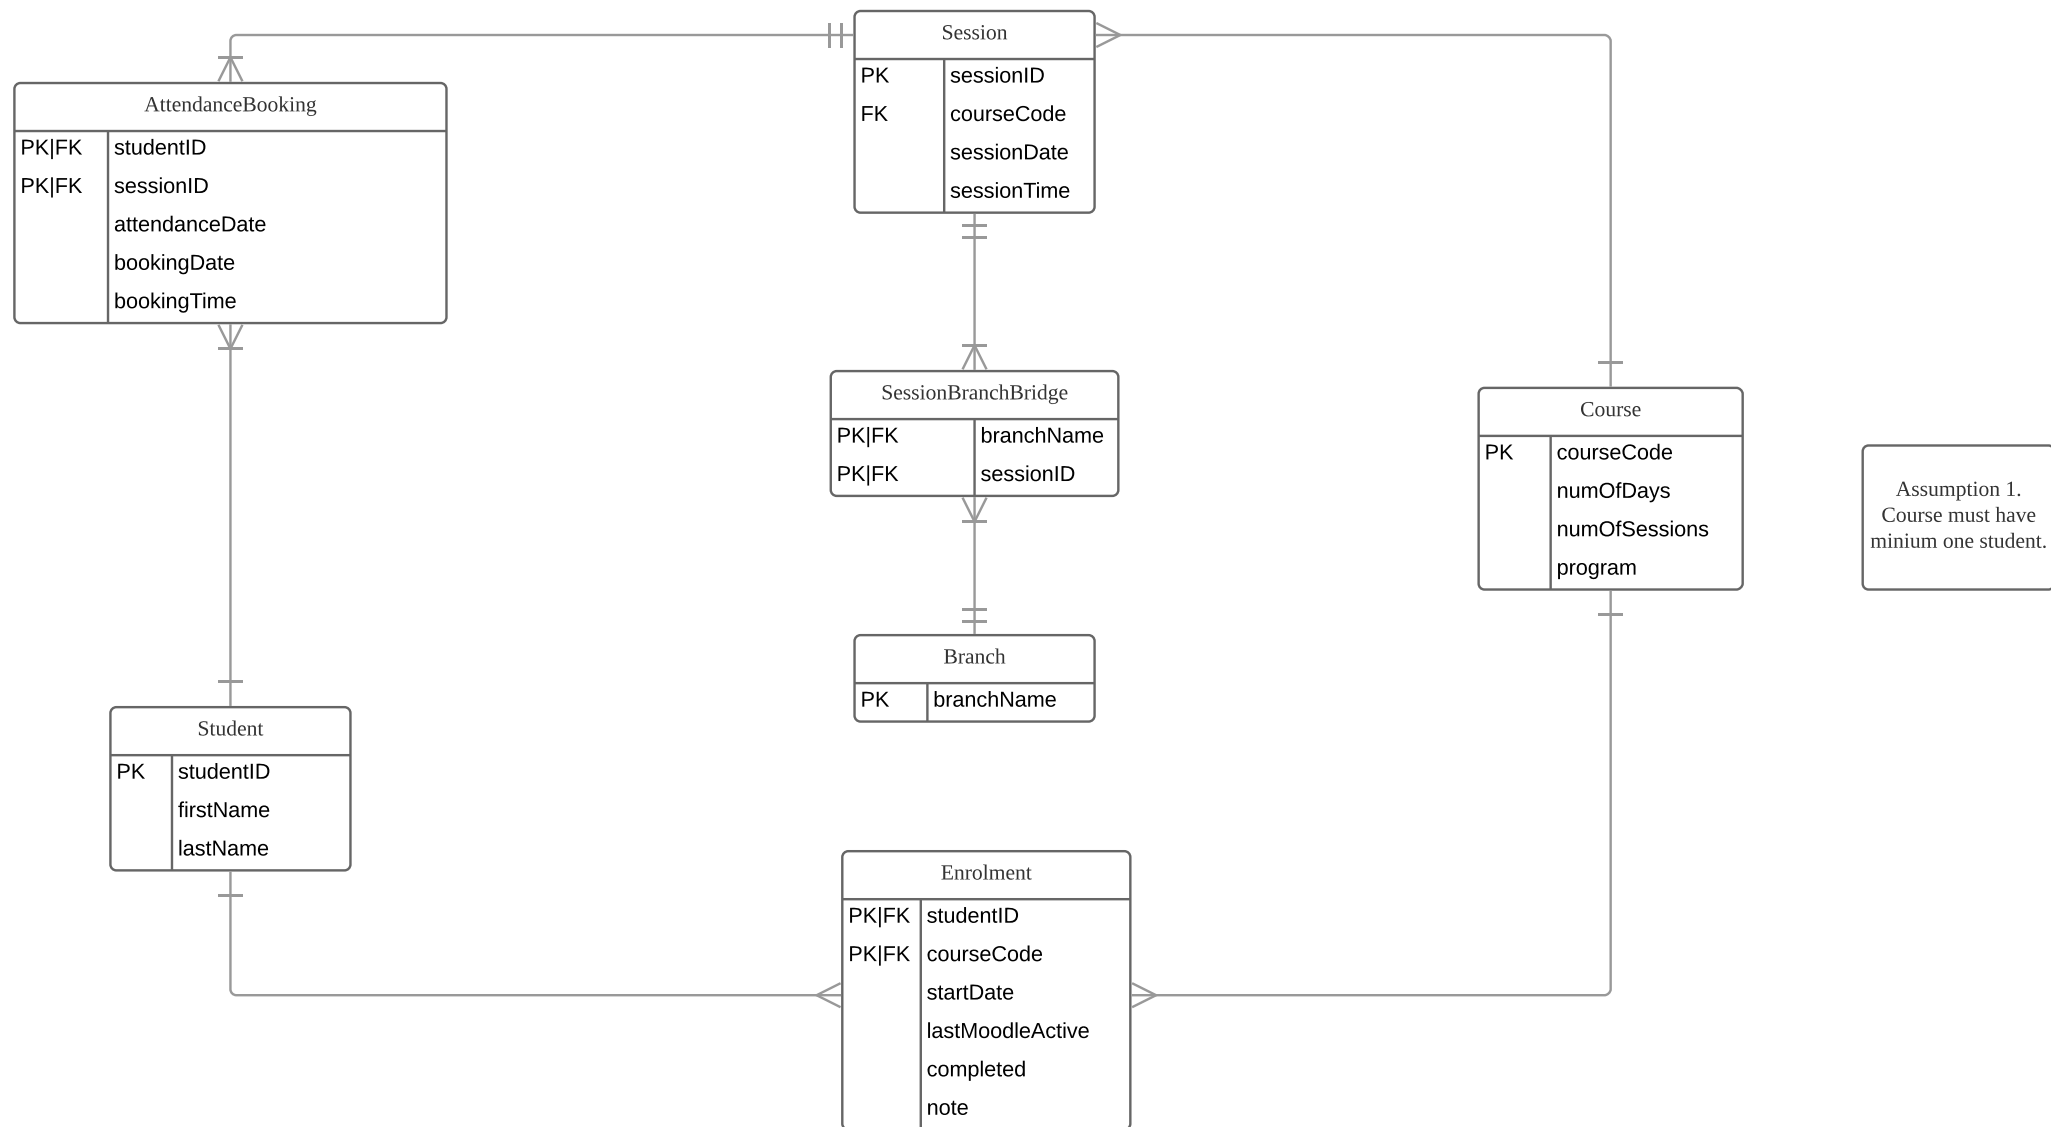 Session
PK sessionID
FK courseCode
sessionDate
sessionTime
AttendanceBooking
PK|FK studentID
PK|FK sessionID
attendanceDate
bookingDate
bookingTime
SessionBranchBridge
PK|FK branchName
PK|FK sessionID
Course
PK courseCode
numOfDays
numOfSessions
program
Assumption 1.
Course must have
minium one student.
Branch
PK branchName
Student
PK studentID
firstName
lastName
Enrolment
PK|FK studentID
PK|FK courseCode
startDate
lastMoodleActive
completed
note